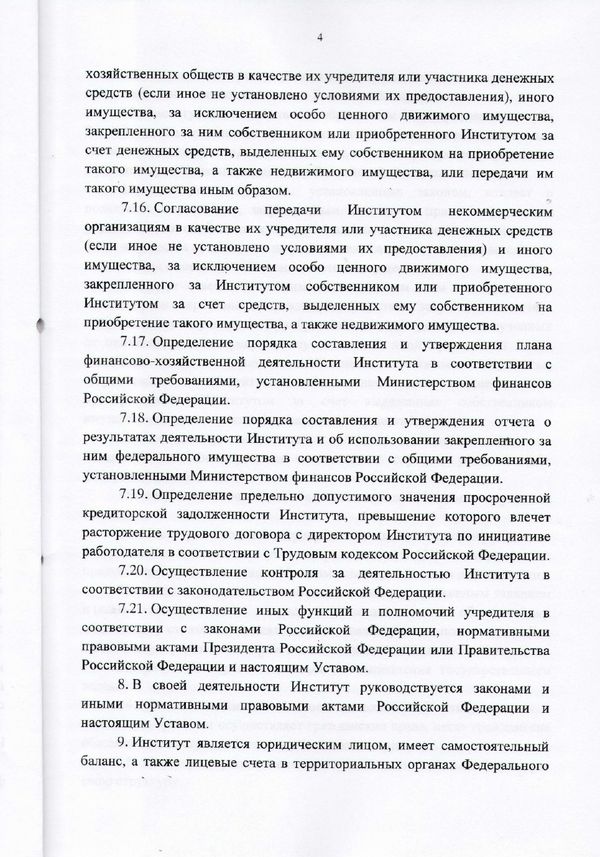 4
хозяйственных обществ в качестве их учредителя или участника денежных
средств (если иное не установлено условиями их предоставления), иного
имущества, за исключением особо ценного движимого имущества,
закрепленного за ним собственником или приобретенного Институтом за
счет денежных средств, выделенных ему собственником на приобретение
такого имущества, а также недвижимого имущества, или передачи им
такого имущества иным образом.
7.16. Согласование передачи Институтом некоммерческим
организациям в качестве их учредителя или участника денежных средств
(если иное не установлено условиями их предоставления) и иного
имущества, за исключением особо ценного движимого имущества,
закрепленного за Институтом собственником или приобретенного
Институтом за счет средств, выделенных ему собственником на
приобретение такого имущества, а также недвижимого имущества.
7.17. Определение порядка составления и утверждения плана
финансово-хозяйственной деятельности Института в соответствии с
общими требованиями, установленными Министерством финансов
Российской Федерации.
7.18. Определение порядка составления и утверждения отчета о
результатах деятельности Института и об использовании закрепленного за
ним федерального имущества в соответствии с общими требованиями,
установленными Министерством финансов Российской Федерации.
7.19. Определение предельно допустимого значения просроченной
кредиторской задолженности Института, превышение которого влечет
расторжение трудового договора с директором Института по инициативе
работодателя в соответствии с Трудовым кодексом Российской Федерации.
7.20. Осуществление контроля за деятельностью Института в
соответствии с законодательством Российской Федерации.
7.21. Осуществление иных функций и полномочий учредителя в
соответствии с законами Российской Федерации, нормативными
правовыми актами Президента Российской Федерации или Правительства
Российской Федерации и настоящим Уставом.
8. В своей деятельности Институт руководствуется законами и
иными нормативными правовыми актами Российской Федерации и
настоящим Уставом.
9. Институт является юридическим лицом, имеет самостоятельный
баланс, а также лицевые счета в территориальных органах Федерального